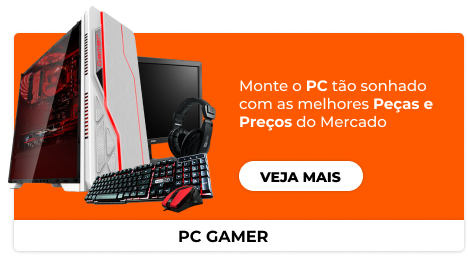 Monte o PC tão sonhado
com as melhores Peças e
Preços do Mercado
VEJA MAIS
PC GAMER